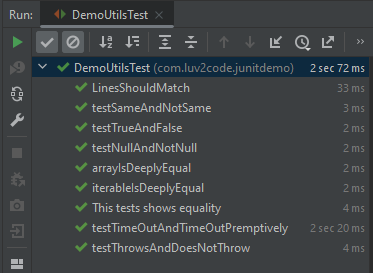 Run: DemoUtilsTest
DemoUtilsTest (com.luv2code.junitdemo) 2 sec 72 ms
LinesShouldMatch 33 ms
testSameAndNotSame 3 ms
testTrueAndFalse 2 ms
testNullAndNotNull 2 ms
arrayIsDeeplyEqual 2 ms
iterableIsDeeplyEqual 2 ms
This tests shows equality 4 ms
testTimeOutAndTimeOutPremptively 2 sec 20 ms
testThrowsAndDoesNotThrow 4 ms